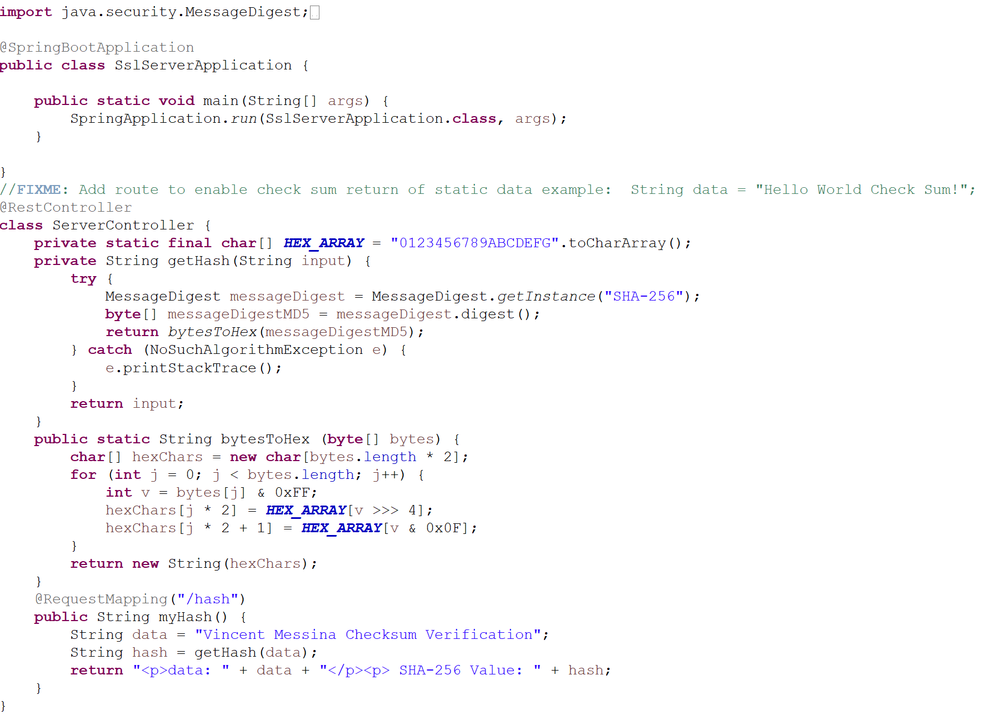 import java.security.MessageDigest;

@SpringBootApplication
public class SslServerApplication {

    public static void main(String[] args) {
        SpringApplication.run(SslServerApplication.class, args);
    }

}
//FIXME: Add route to enable check sum return of static data example:  String data = "Hello World Check Sum!";
@RestController
class ServerController {
    private static final char[] HEX_ARRAY = "0123456789ABCDEFG".toCharArray();
    private String getHash(String input) {
        try {
            MessageDigest messageDigest = MessageDigest.getInstance("SHA-256");
            byte[] messageDigestMD5 = messageDigest.digest();
            return bytesToHex(messageDigestMD5);
        } catch (NoSuchAlgorithmException e) {
            e.printStackTrace();
        }
        return input;
    }
    public static String bytesToHex (byte[] bytes) {
        char[] hexChars = new char[bytes.length * 2];
        for (int j = 0; j < bytes.length; j++) {
            int v = bytes[j] & 0xFF;
            hexChars[j * 2] = HEX_ARRAY[v >>> 4];
            hexChars[j * 2 + 1] = HEX_ARRAY[v & 0x0F];
        }
        return new String(hexChars);
    }
    @RequestMapping("/hash")
    public String myHash() {
        String data = "Vincent Messina Checksum Verification";
        String hash = getHash(data);
        return "<p>data: " + data + "</p><p> SHA-256 Value: " + hash;
    }
}